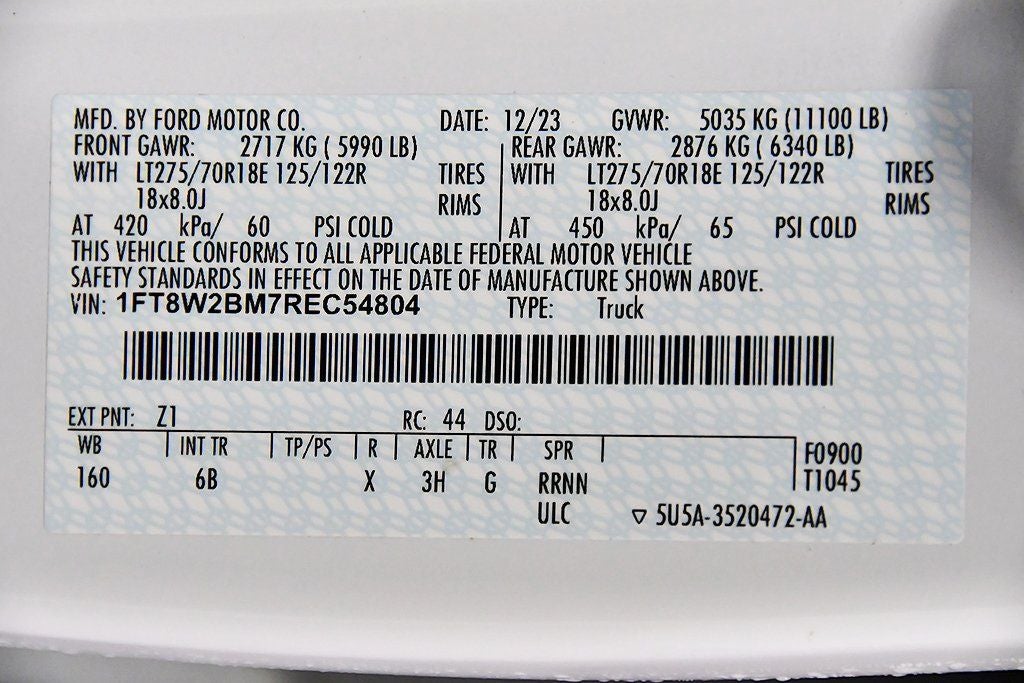 MFD. BY FORD MOTOR CO. DATE: 12/23 GVWR: 5035 KG (11100 LB)
FRONT GAWR: 2717 KG ( 5990 LB) REAR GAWR: 2876 KG ( 6340 LB)
WITH LT275/70R18E 125/122R TIRES WITH LT275/70R18E 125/122R TIRES
18x8.0J RIMS 18x8.0J RIMS
AT 420 kPa/ 60 PSI COLD AT 450 kPa/ 65 PSI COLD
THIS VEHICLE CONFORMS TO ALL APPLICABLE FEDERAL MOTOR VEHICLE
SAFETY STANDARDS IN EFFECT ON THE DATE OF MANUFACTURE SHOWN ABOVE.
VIN: 1FT8W2BM7REC54804 TYPE: Truck
EXT PNT: Z1 RC: 44 DSO:
WB INT TR TP/PS R AXLE TR SPR F0900
160 6B X 3H G RRNN T1045
ULC ▽ 5U5A-3520472-AA